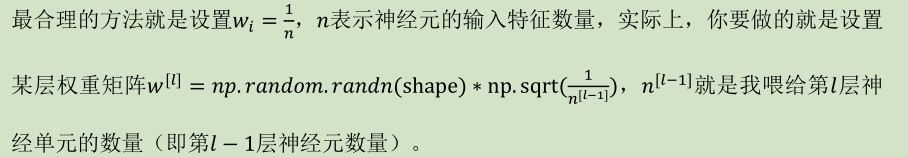 最合理的方法就是设置𝑤ᵢ = 1/𝑛，𝑛表示神经元的输入特征数量，实际上，你要做的就是设置
某层权重矩阵𝑤^[𝑙] = 𝑛𝑝.𝑟𝑎𝑛𝑑𝑜𝑚.𝑟𝑎𝑛𝑑𝑛(shape) ∗ np.sqrt(1/𝑛^[𝑙−1])，𝑛^[𝑙−1]就是我喂给第𝑙层神
经单元的数量（即第𝑙 − 1层神经元数量）。